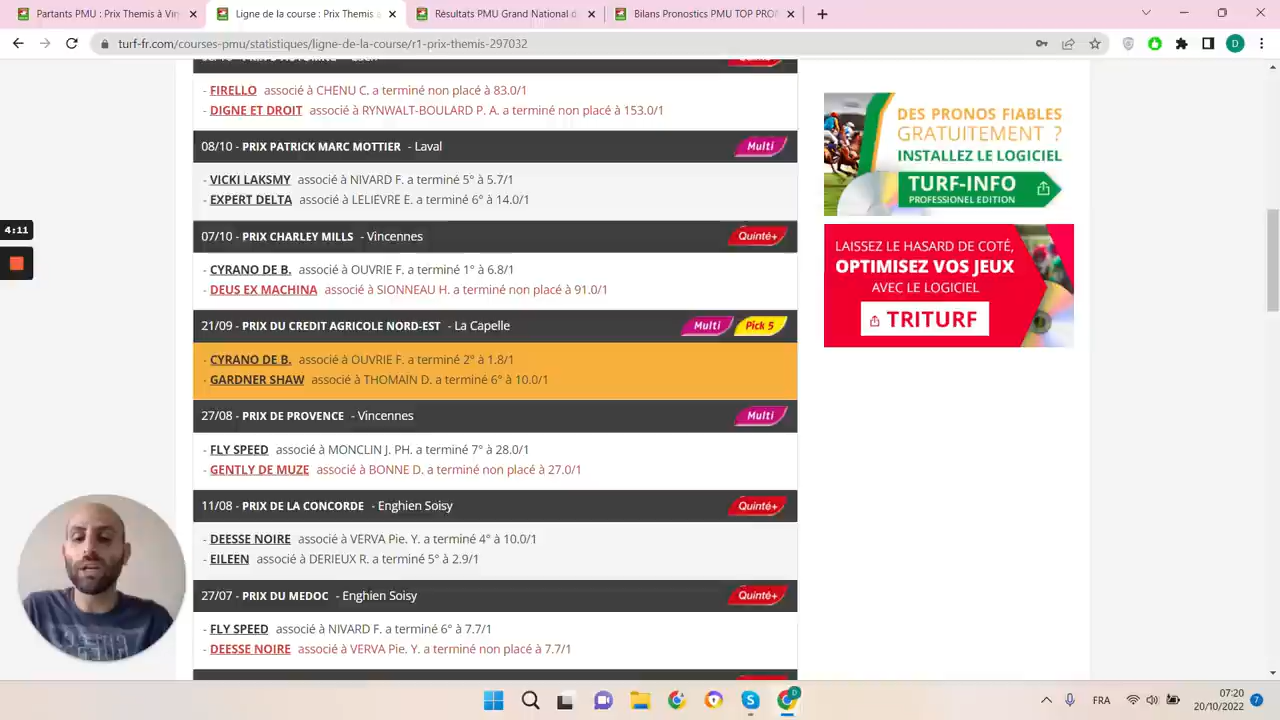 Partants PMU : Prix Themis à Vin
Ligne des courses PMU : Prix Th
Résultats PMU Grand National d
Bilans Pronostics PMU TOP PRON
turf-fr.com/courses-pmu/statistiques/ligne-de-la-course/r1-prix-themis-297032
D
- FIRELLO associé à CHENU C. a terminé non placé à 83.0/1
- DIGNE ET DROIT associé à RYNWALT-BOULARD P. A. a terminé non placé à 153.0/1
08/10 - PRIX PATRICK MARC MOTTIER - Laval Multi
- VICKI LAKSMY associé à NIVARD F. a terminé 5° à 5.7/1
- EXPERT DELTA associé à LELIÈVRE E. a terminé 6° à 14.0/1
07/10 - PRIX CHARLEY MILLS - Vincennes Quinté+
- CYRANO DE B. associé à OUVRIE F. a terminé 1° à 6.8/1
- DEUS EX MACHINA associé à SIONNEAU H. a terminé non placé à 91.0/1
21/09 - PRIX DU CREDIT AGRICOLE NORD-EST - La Capelle Multi Pick 5
- CYRANO DE B. associé à OUVRIE F. a terminé 2° à 1.8/1
- GARDNER SHAW associé à THOMAIN D. a terminé 6° à 10.0/1
27/08 - PRIX DE PROVENCE - Vincennes Multi
- FLY SPEED associé à MONCLIN J. PH. a terminé 7° à 28.0/1
- GENTLY DE MUZE associé à BONNE D. a terminé non placé à 27.0/1
11/08 - PRIX DE LA CONCORDE - Enghien Soisy Quinté+
- DEESSE NOIRE associé à VERVA Pie. Y. a terminé 4° à 10.0/1
- EILEEN associé à DERIEUX R. a terminé 5° à 2.9/1
27/07 - PRIX DU MEDOC - Enghien Soisy Quinté+
- FLY SPEED associé à NIVARD F. a terminé 6° à 7.7/1
- DEESSE NOIRE associé à VERVA Pie. Y. a terminé non placé à 7.7/1
DES PRONOS FIABLES
GRATUITEMENT ?
INSTALLEZ LE LOGICIEL
TURF-INFO
PROFESSIONEL EDITION
LAISSEZ LE HASARD DE COTÉ,
OPTIMISEZ VOS JEUX
AVEC LE LOGICIEL
TRITURF
4:11
FRA
07:20
20/10/2022
7